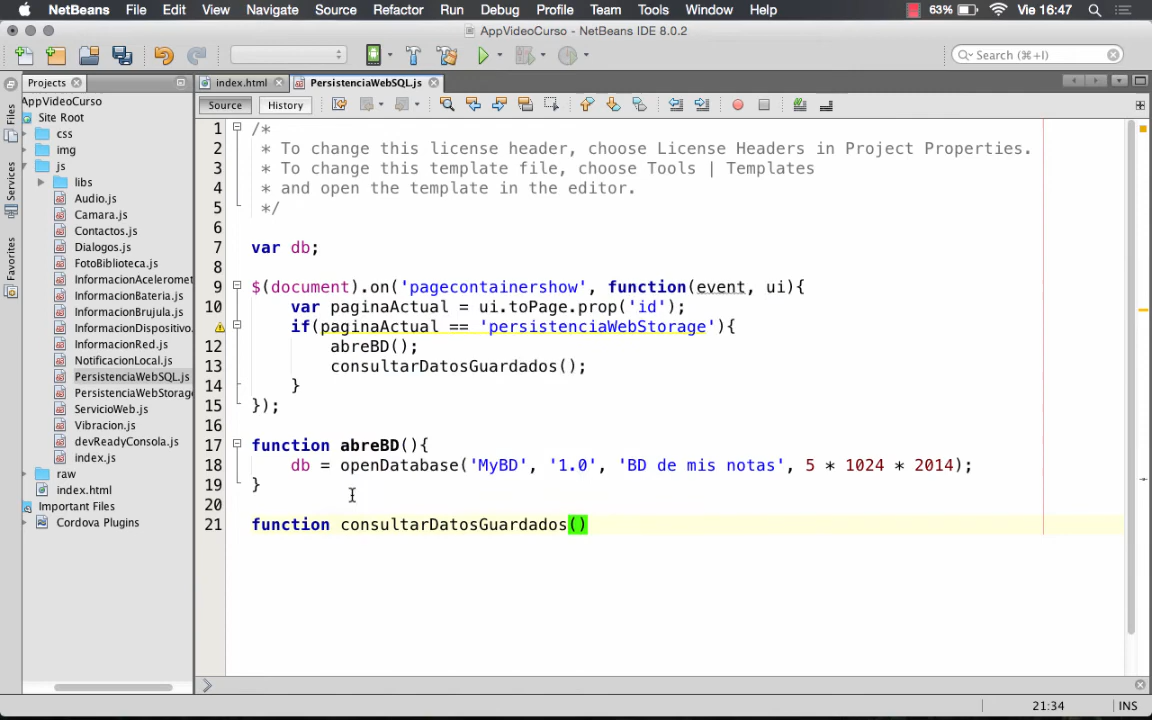 NetBeans File Edit View Navigate Source Refactor Run Debug Profile Team Tools Window Help 63% Vie 16:47
AppVideoCurso - NetBeans IDE 8.0.2
Search (⌘+I)
Projects index.html PersistenciaWebSQL.js
Source History
Files
Services
Favorites
AppVideoCurso
Site Root
css
img
js
libs
Audio.js
Camara.js
Contactos.js
Dialogos.js
FotoBiblioteca.js
InformacionAceleromet
InformacionBateria.js
InformacionBrujula.js
InformacionDispositivo.
InformacionRed.js
NotificacionLocal.js
PersistenciaWebSQL.js
PersistenciaWebStorage
ServicioWeb.js
Vibracion.js
devReadyConsola.js
index.js
raw
index.html
Important Files
Cordova Plugins
1 /*
2 * To change this license header, choose License Headers in Project Properties.
3 * To change this template file, choose Tools | Templates
4 * and open the template in the editor.
5 */
6
7 var db;
8
9 $(document).on('pagecontainershow', function(event, ui){
10 var paginaActual = ui.toPage.prop('id');
if(paginaActual == 'persistenciaWebStorage'){
12 abreBD();
13 consultarDatosGuardados();
14 }
15 });
16
17 function abreBD(){
18 db = openDatabase('MyBD', '1.0', 'BD de mis notas', 5 * 1024 * 2014);
19 }
20
21 function consultarDatosGuardados()
21:34 INS